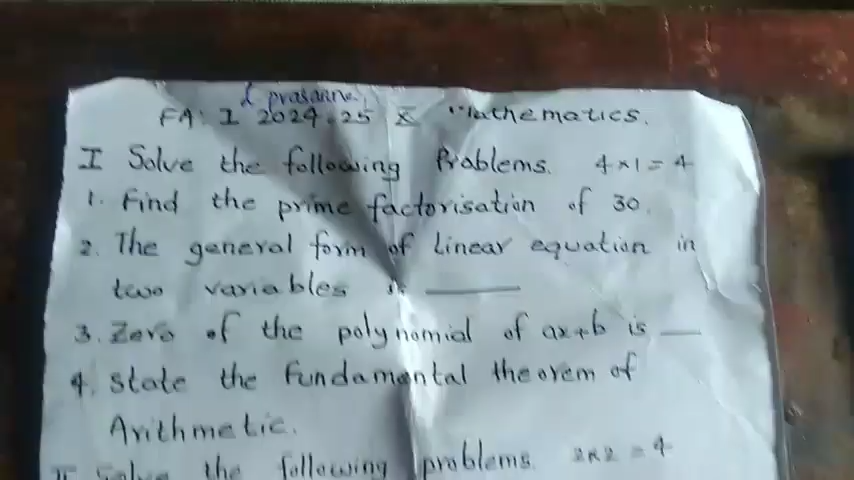 prasanna
FA: I 2024-25 X Mathematics.
I Solve the following Problems. 4×1=4
1. Find the prime factorisation of 30.
2. The general form of linear equation in
two variables is ______
3. Zero of the polynomial of ax+b is ___
4. State the Fundamental theorem of
Arithmetic.
II Solve the following problems. 2×2=4